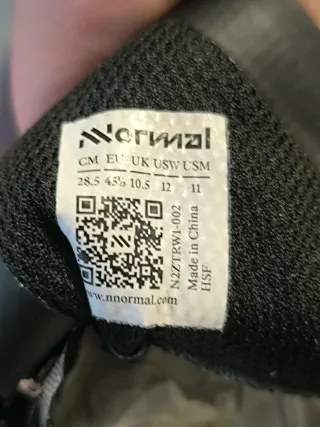 NNormal
CM EU UK USW USM
28.5 45⅓ 10.5 12 11
N2ZTRW1-002
Made in China
HSF
www.nnormal.com